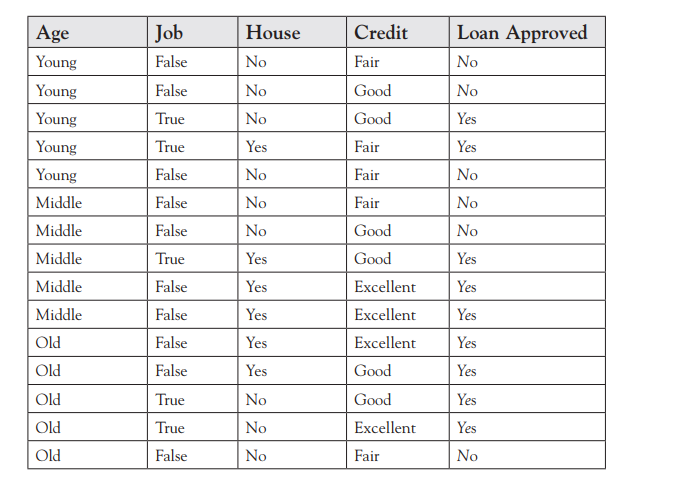 Age Job House Credit Loan Approved
Young False No Fair No
Young False No Good No
Young True No Good Yes
Young True Yes Fair Yes
Young False No Fair No
Middle False No Fair No
Middle False No Good No
Middle True Yes Good Yes
Middle False Yes Excellent Yes
Middle False Yes Excellent Yes
Old False Yes Excellent Yes
Old False Yes Good Yes
Old True No Good Yes
Old True No Excellent Yes
Old False No Fair No